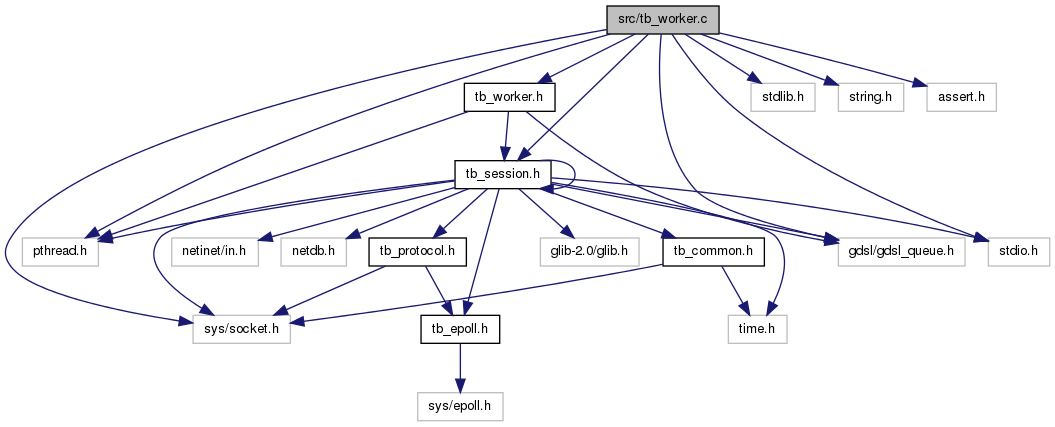 src/tb_worker.c
tb_worker.h
stdlib.h
string.h
assert.h
tb_session.h
pthread.h
netinet/in.h
netdb.h
tb_protocol.h
glib-2.0/glib.h
tb_common.h
gdsl/gdsl_queue.h
stdio.h
sys/socket.h
tb_epoll.h
time.h
sys/epoll.h